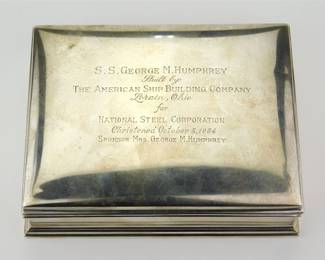 S.S. GEORGE M. HUMPHREY
Built by
THE AMERICAN SHIP BUILDING COMPANY
Lorain, Ohio
for
NATIONAL STEEL CORPORATION
Christened October 5, 1954
SPONSOR MRS. GEORGE M. HUMPHREY